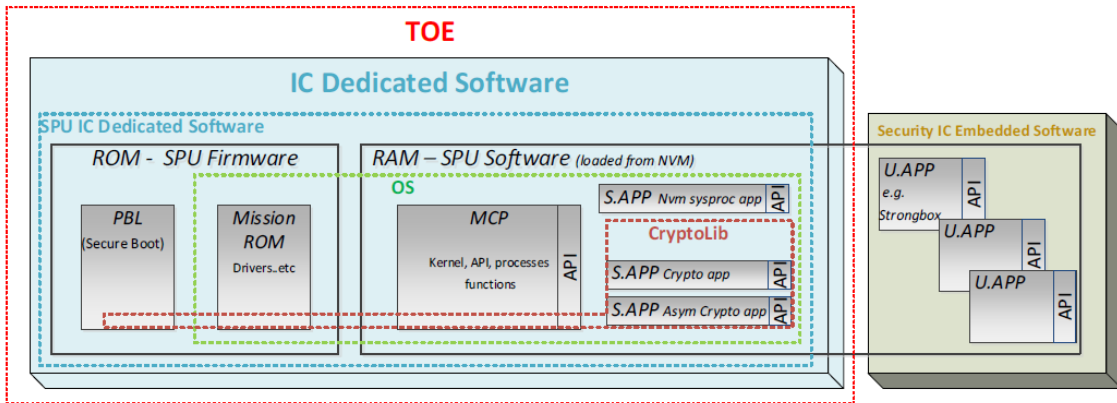 TOE
IC Dedicated Software
SPU IC Dedicated Software
ROM - SPU Firmware
PBL
(Secure Boot)
Mission
ROM
Drivers..etc
RAM – SPU Software (loaded from NVM)
OS
MCP
Kernel, API, processes
functions
API
S.APP Nvm sysproc app
API
CryptoLib
S.APP Crypto app
API
S.APP Asym Crypto app
API
Security IC Embedded Software
U.APP
e.g.
Strongbox
API
U.APP
API
U.APP
API